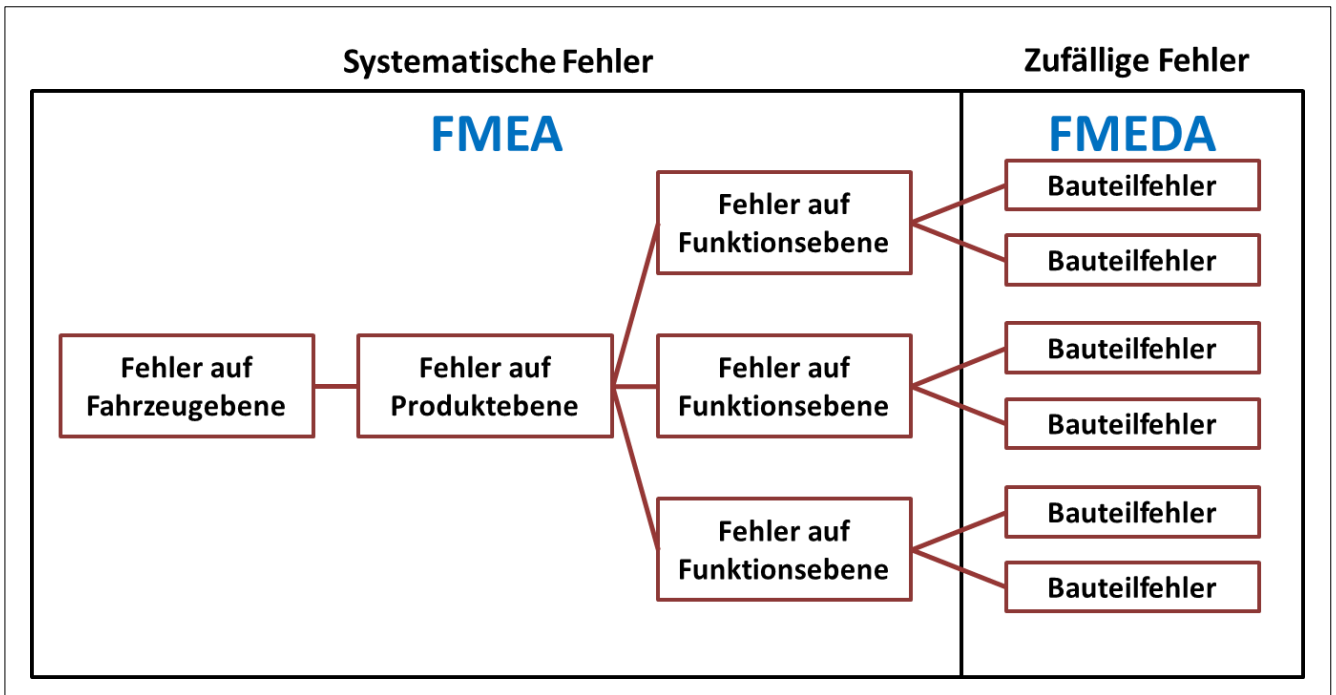 Systematische Fehler
Zufällige Fehler
FMEA
FMEDA
Fehler auf
Fahrzeugebene
Fehler auf
Produktebene
Fehler auf
Funktionsebene
Fehler auf
Funktionsebene
Fehler auf
Funktionsebene
Bauteilfehler
Bauteilfehler
Bauteilfehler
Bauteilfehler
Bauteilfehler
Bauteilfehler